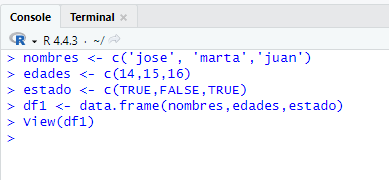 Console Terminal ×
R R 4.4.3 · ~/
> nombres <- c('jose', 'marta','juan')
> edades <- c(14,15,16)
> estado <- c(TRUE,FALSE,TRUE)
> df1 <- data.frame(nombres,edades,estado)
> View(df1)
>